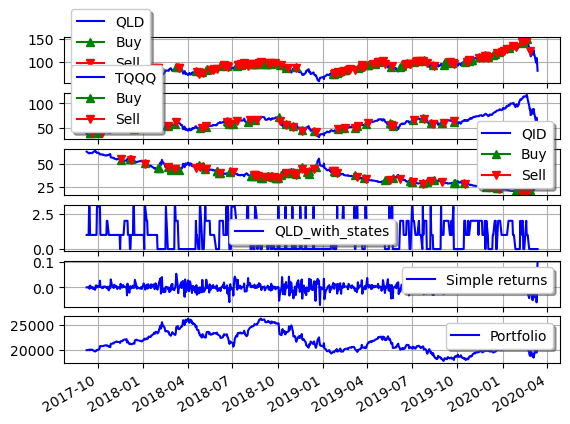 QLD
Buy
Sell
150
100
TQQQ
Buy
Sell
100
50
QID
Buy
Sell
50
25
QLD_with_states
2.5
0.0
Simple returns
0.1
0.0
Portfolio
25000
20000
2017-10
2018-01
2018-04
2018-07
2018-10
2019-01
2019-04
2019-07
2019-10
2020-01
2020-04